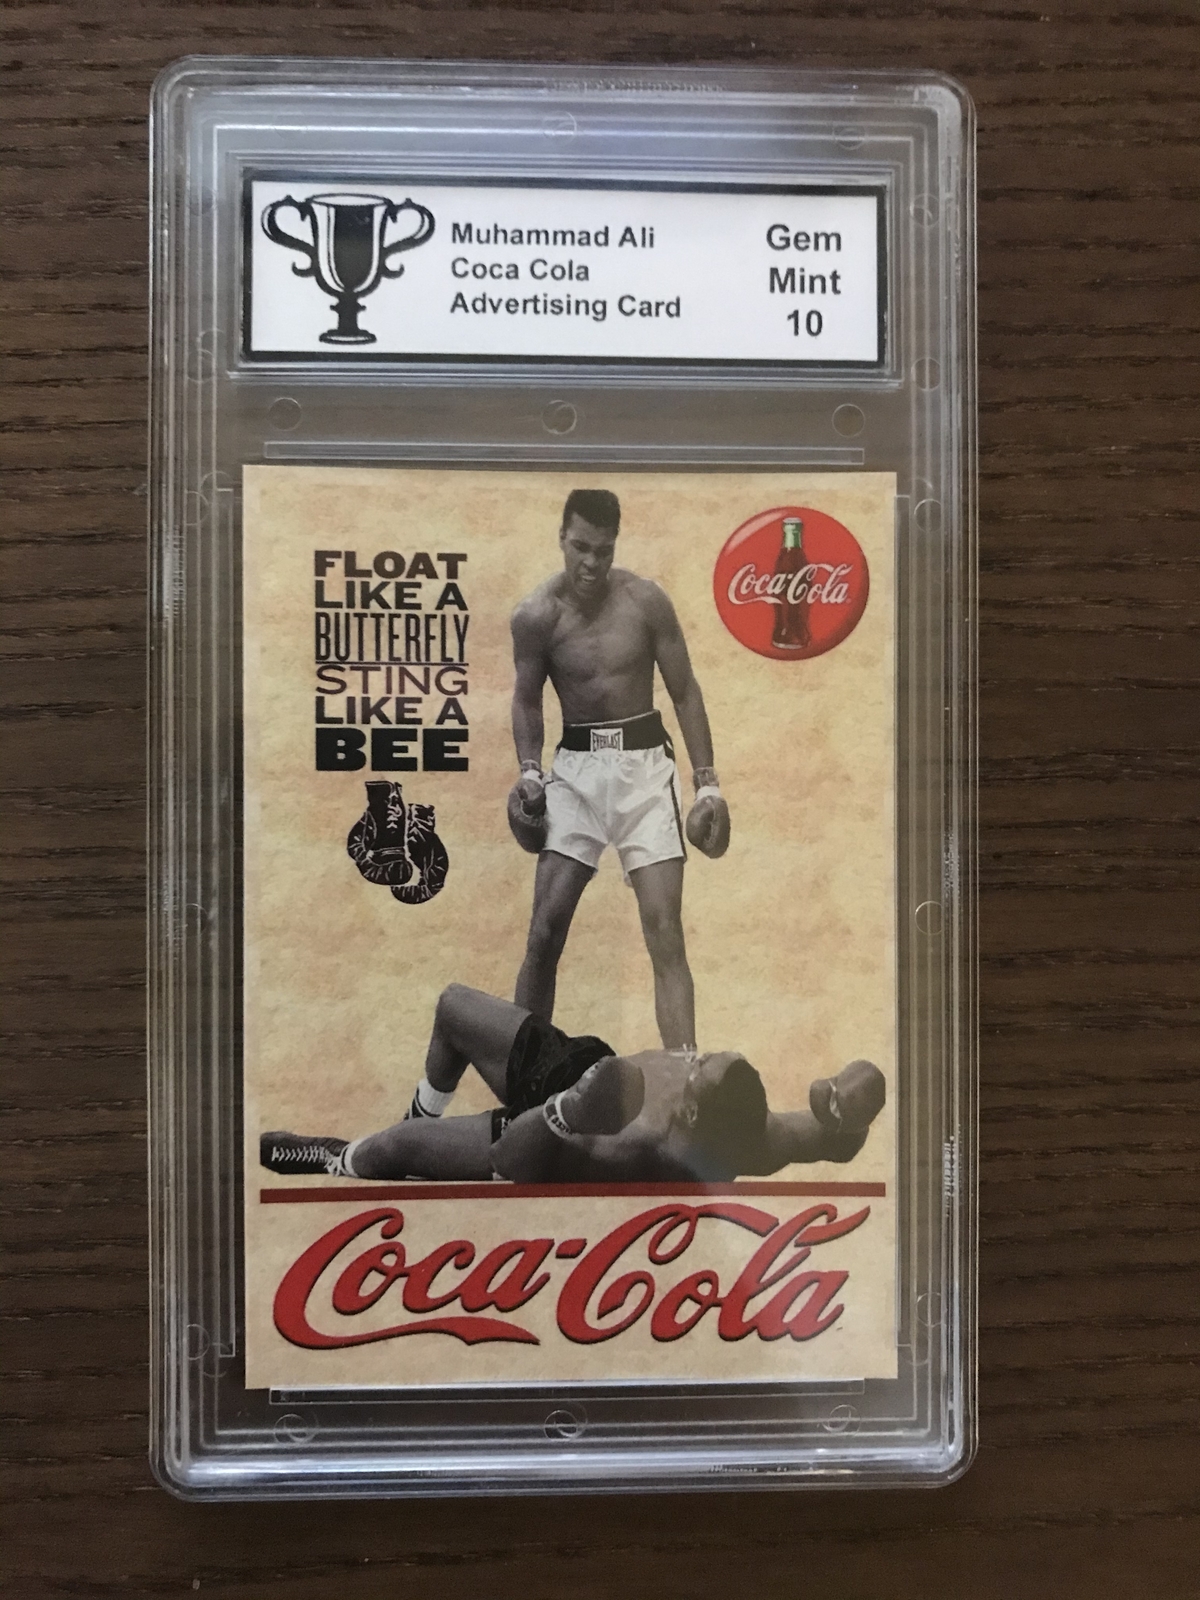 Muhammad Ali
Coca Cola
Advertising Card
Gem
Mint
10
FLOAT
LIKE A
BUTTERFLY
STING
LIKE A
BEE
Coca-Cola
EVERLAST
Coca-Cola